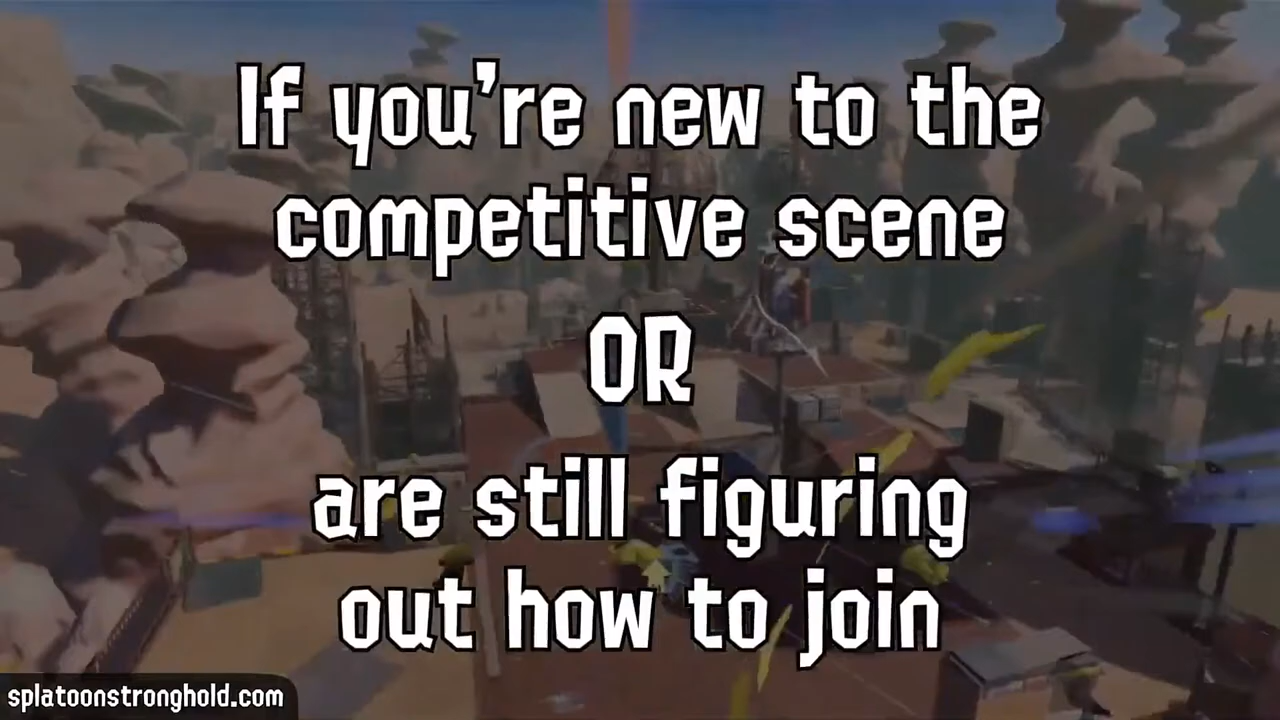 If you're new to the
competitive scene
OR
are still figuring
out how to join
splatoonstronghold.com